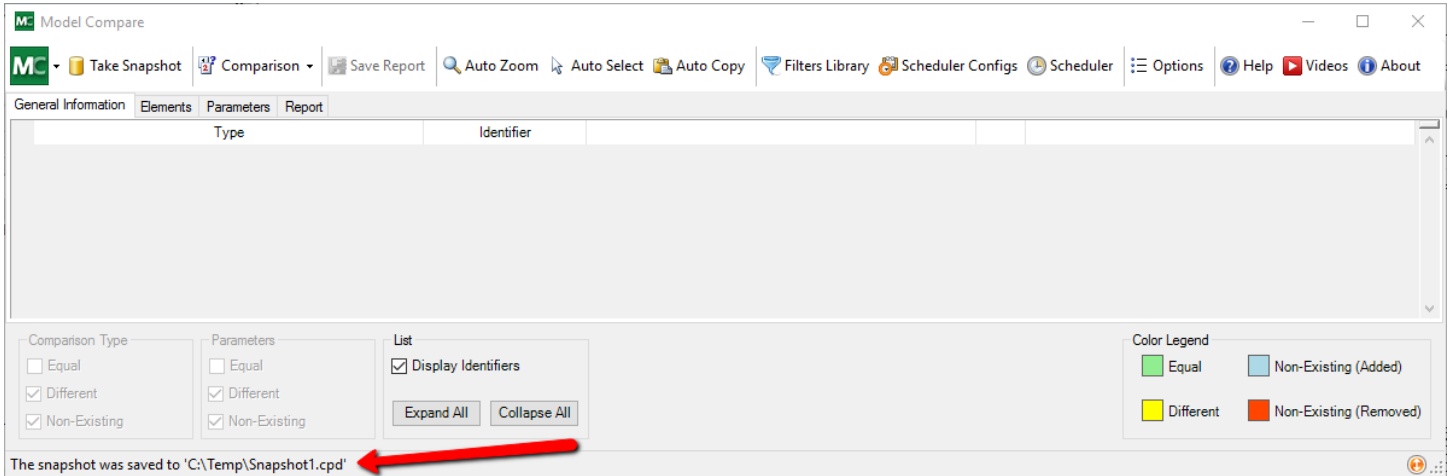 MC Model Compare
MC Take Snapshot Comparison Save Report Auto Zoom Auto Select Auto Copy Filters Library Scheduler Configs Scheduler Options Help Videos About
General Information Elements Parameters Report
Type Identifier
Comparison Type Parameters List Color Legend
Equal Equal Display Identifiers Equal Non-Existing (Added)
Different Different
Expand All Collapse All Different Non-Existing (Removed)
Non-Existing Non-Existing
The snapshot was saved to 'C:\Temp\Snapshot1.cpd'